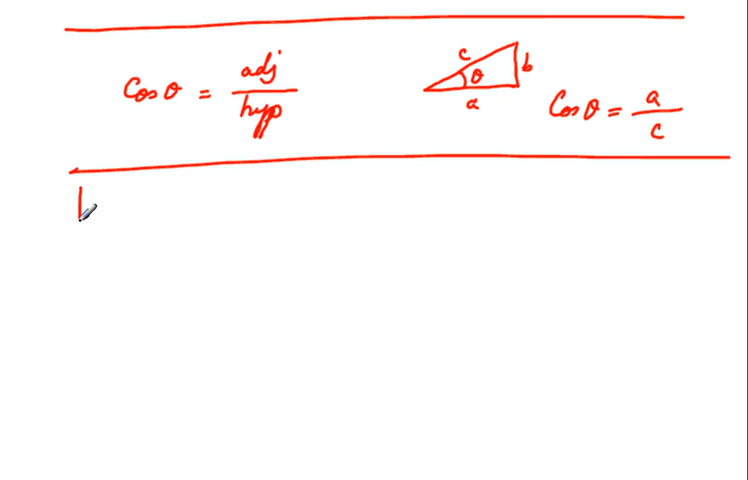 Cos θ = adj / hyp
c
θ
b
a
Cos θ = a / c